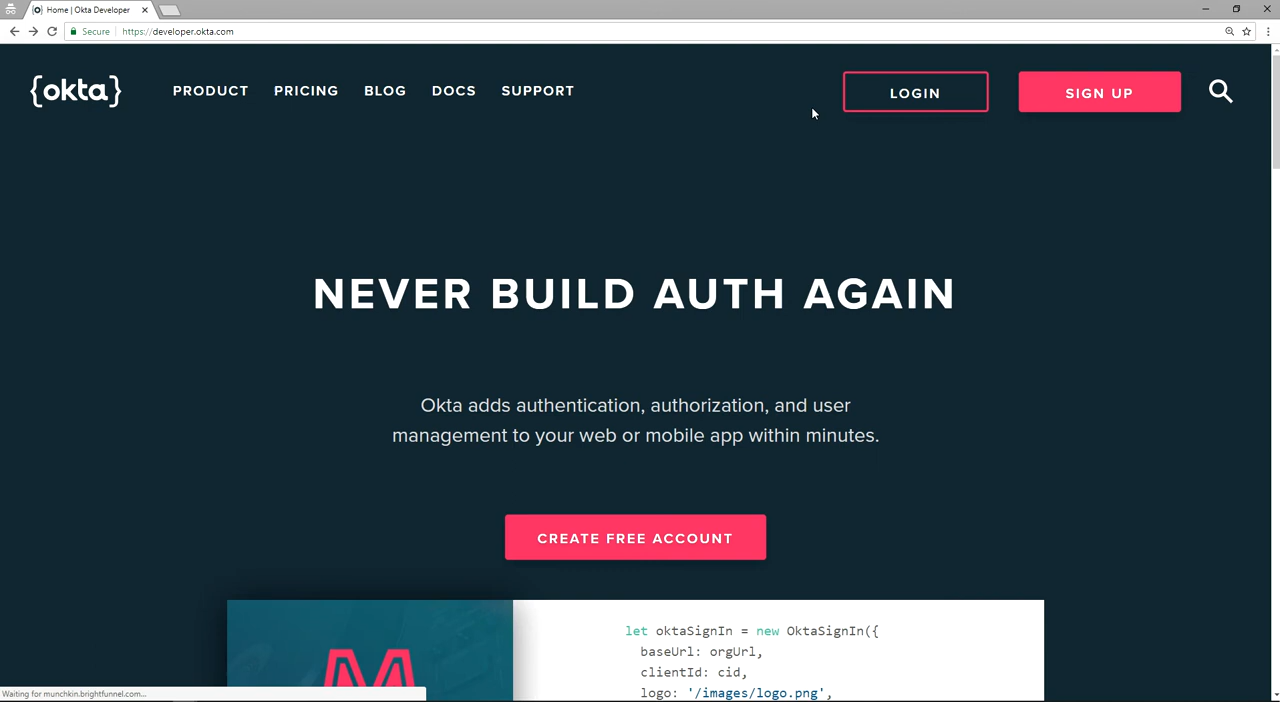 Home | Okta Developer
Secure https://developer.okta.com
{okta} PRODUCT PRICING BLOG DOCS SUPPORT LOGIN SIGN UP
NEVER BUILD AUTH AGAIN
Okta adds authentication, authorization, and user
management to your web or mobile app within minutes.
CREATE FREE ACCOUNT
M
let oktaSignIn = new OktaSignIn({
baseUrl: orgUrl,
clientId: cid,
logo: '/images/logo.png',
Waiting for munchkin.brightfunnel.com...